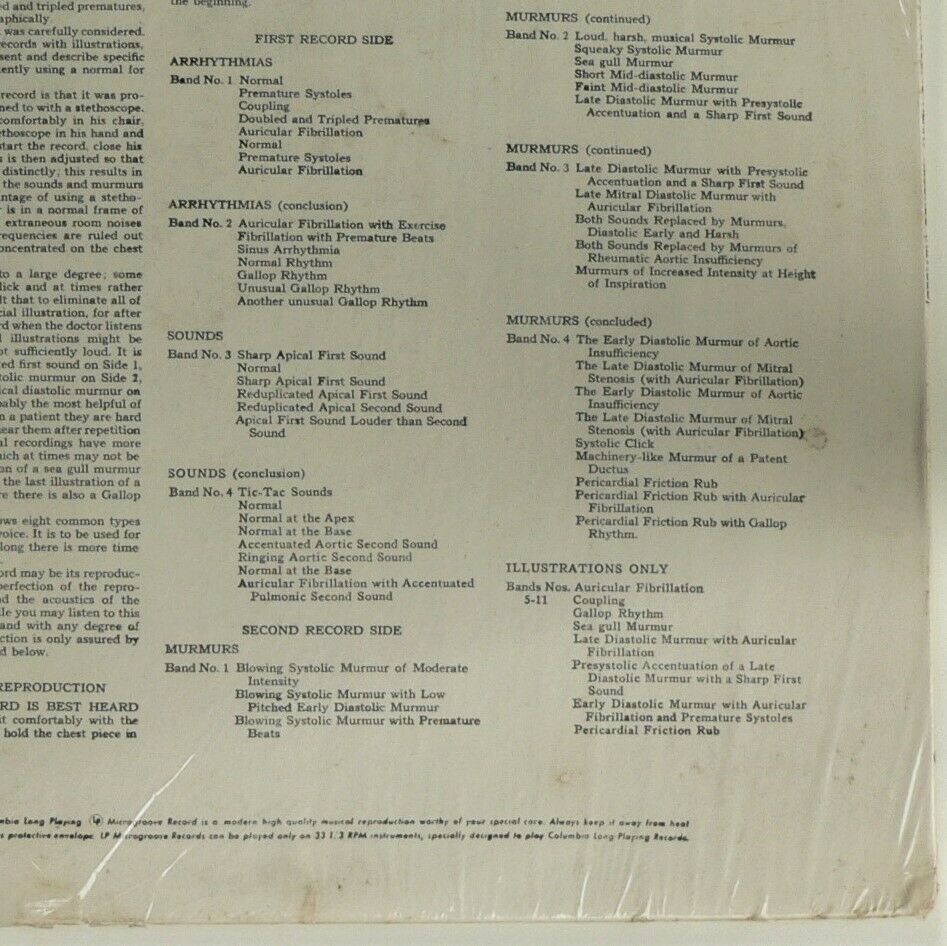 ed and tripled prematures,
aphically.
was carefully considered.
records with illustrations,
sent and describe specific
ently using a normal for
record is that it was pro-
ned to with a stethoscope.
comfortably in his chair,
ethoscope in his hand and
start the record, close his
s is then adjusted so that
distinctly; this results in
the sounds and murmurs
ntage of using a stetho-
r is in a normal frame of
extraneous room noises
requencies are ruled out
oncentrated on the chest
to a large degree; some
lick and at times rather
lt that to eliminate all of
cial illustration, for after
rd when the doctor listens
l illustrations might be
ot sufficiently loud. It is
ted first sound on Side 1,
tolic murmur on Side 2,
ical diastolic murmur on
bably the most helpful of
n a patient they are hard
hear them after repetition
al recordings have more
uch at times may not be
on of a sea gull murmur
the last illustration of a
re there is also a Gallop
ows eight common types
voice. It is to be used for
long there is more time
ord may be its reproduc-
perfection of the repro-
nd the acoustics of the
ile you may listen to this
and with any degree of
ction is only assured by
d below.
REPRODUCTION
RD IS BEST HEARD
it comfortably with the
hold the chest piece in
the beginning.
FIRST RECORD SIDE
ARRHYTHMIAS
Band No. 1 Normal
Premature Systoles
Coupling
Doubled and Tripled Prematures
Auricular Fibrillation
Normal
Premature Systoles
Auricular Fibrillation
ARRHYTHMIAS (conclusion)
Band No. 2 Auricular Fibrillation with Exercise
Fibrillation with Premature Beats
Sinus Arrhythmia
Normal Rhythm
Gallop Rhythm
Unusual Gallop Rhythm
Another unusual Gallop Rhythm
SOUNDS
Band No. 3 Sharp Apical First Sound
Normal
Sharp Apical First Sound
Reduplicated Apical First Sound
Reduplicated Apical Second Sound
Apical First Sound Louder than Second
Sound
SOUNDS (conclusion)
Band No. 4 Tic-Tac Sounds
Normal
Normal at the Apex
Normal at the Base
Accentuated Aortic Second Sound
Ringing Aortic Second Sound
Normal at the Base
Auricular Fibrillation with Accentuated
Pulmonic Second Sound
SECOND RECORD SIDE
MURMURS
Band No. 1 Blowing Systolic Murmur of Moderate
Intensity
Blowing Systolic Murmur with Low
Pitched Early Diastolic Murmur
Blowing Systolic Murmur with Premature
Beats
MURMURS (continued)
Band No. 2 Loud, harsh, musical Systolic Murmur
Squeaky Systolic Murmur
Sea gull Murmur
Short Mid-diastolic Murmur
Faint Mid-diastolic Murmur
Late Diastolic Murmur with Presystolic
Accentuation and a Sharp First Sound
MURMURS (continued)
Band No. 3 Late Diastolic Murmur with Presystolic
Accentuation and a Sharp First Sound
Late Mitral Diastolic Murmur with
Auricular Fibrillation
Both Sounds Replaced by Murmurs,
Diastolic Early and Harsh
Both Sounds Replaced by Murmurs of
Rheumatic Aortic Insufficiency
Murmurs of Increased Intensity at Height
of Inspiration
MURMURS (concluded)
Band No. 4 The Early Diastolic Murmur of Aortic
Insufficiency
The Late Diastolic Murmur of Mitral
Stenosis (with Auricular Fibrillation)
The Early Diastolic Murmur of Aortic
Insufficiency
The Late Diastolic Murmur of Mitral
Stenosis (with Auricular Fibrillation)
Systolic Click
Machinery-like Murmur of a Patent
Ductus
Pericardial Friction Rub
Pericardial Friction Rub with Auricular
Fibrillation
Pericardial Friction Rub with Gallop
Rhythm.
ILLUSTRATIONS ONLY
Bands Nos. Auricular Fibrillation
5-11 Coupling
Gallop Rhythm
Sea gull Murmur
Late Diastolic Murmur with Auricular
Fibrillation
Presystolic Accentuation of a Late
Diastolic Murmur with a Sharp First
Sound
Early Diastolic Murmur with Auricular
Fibrillation and Premature Systoles
Pericardial Friction Rub
mbia Long Playing LP Microgroove Record is a modern high quality musical reproduction worthy of your special care. Always keep it away from heat
s protective envelope. LP Microgroove Records can be played only on 33 1/3 RPM instruments, specially designed to play Columbia Long Playing Records.